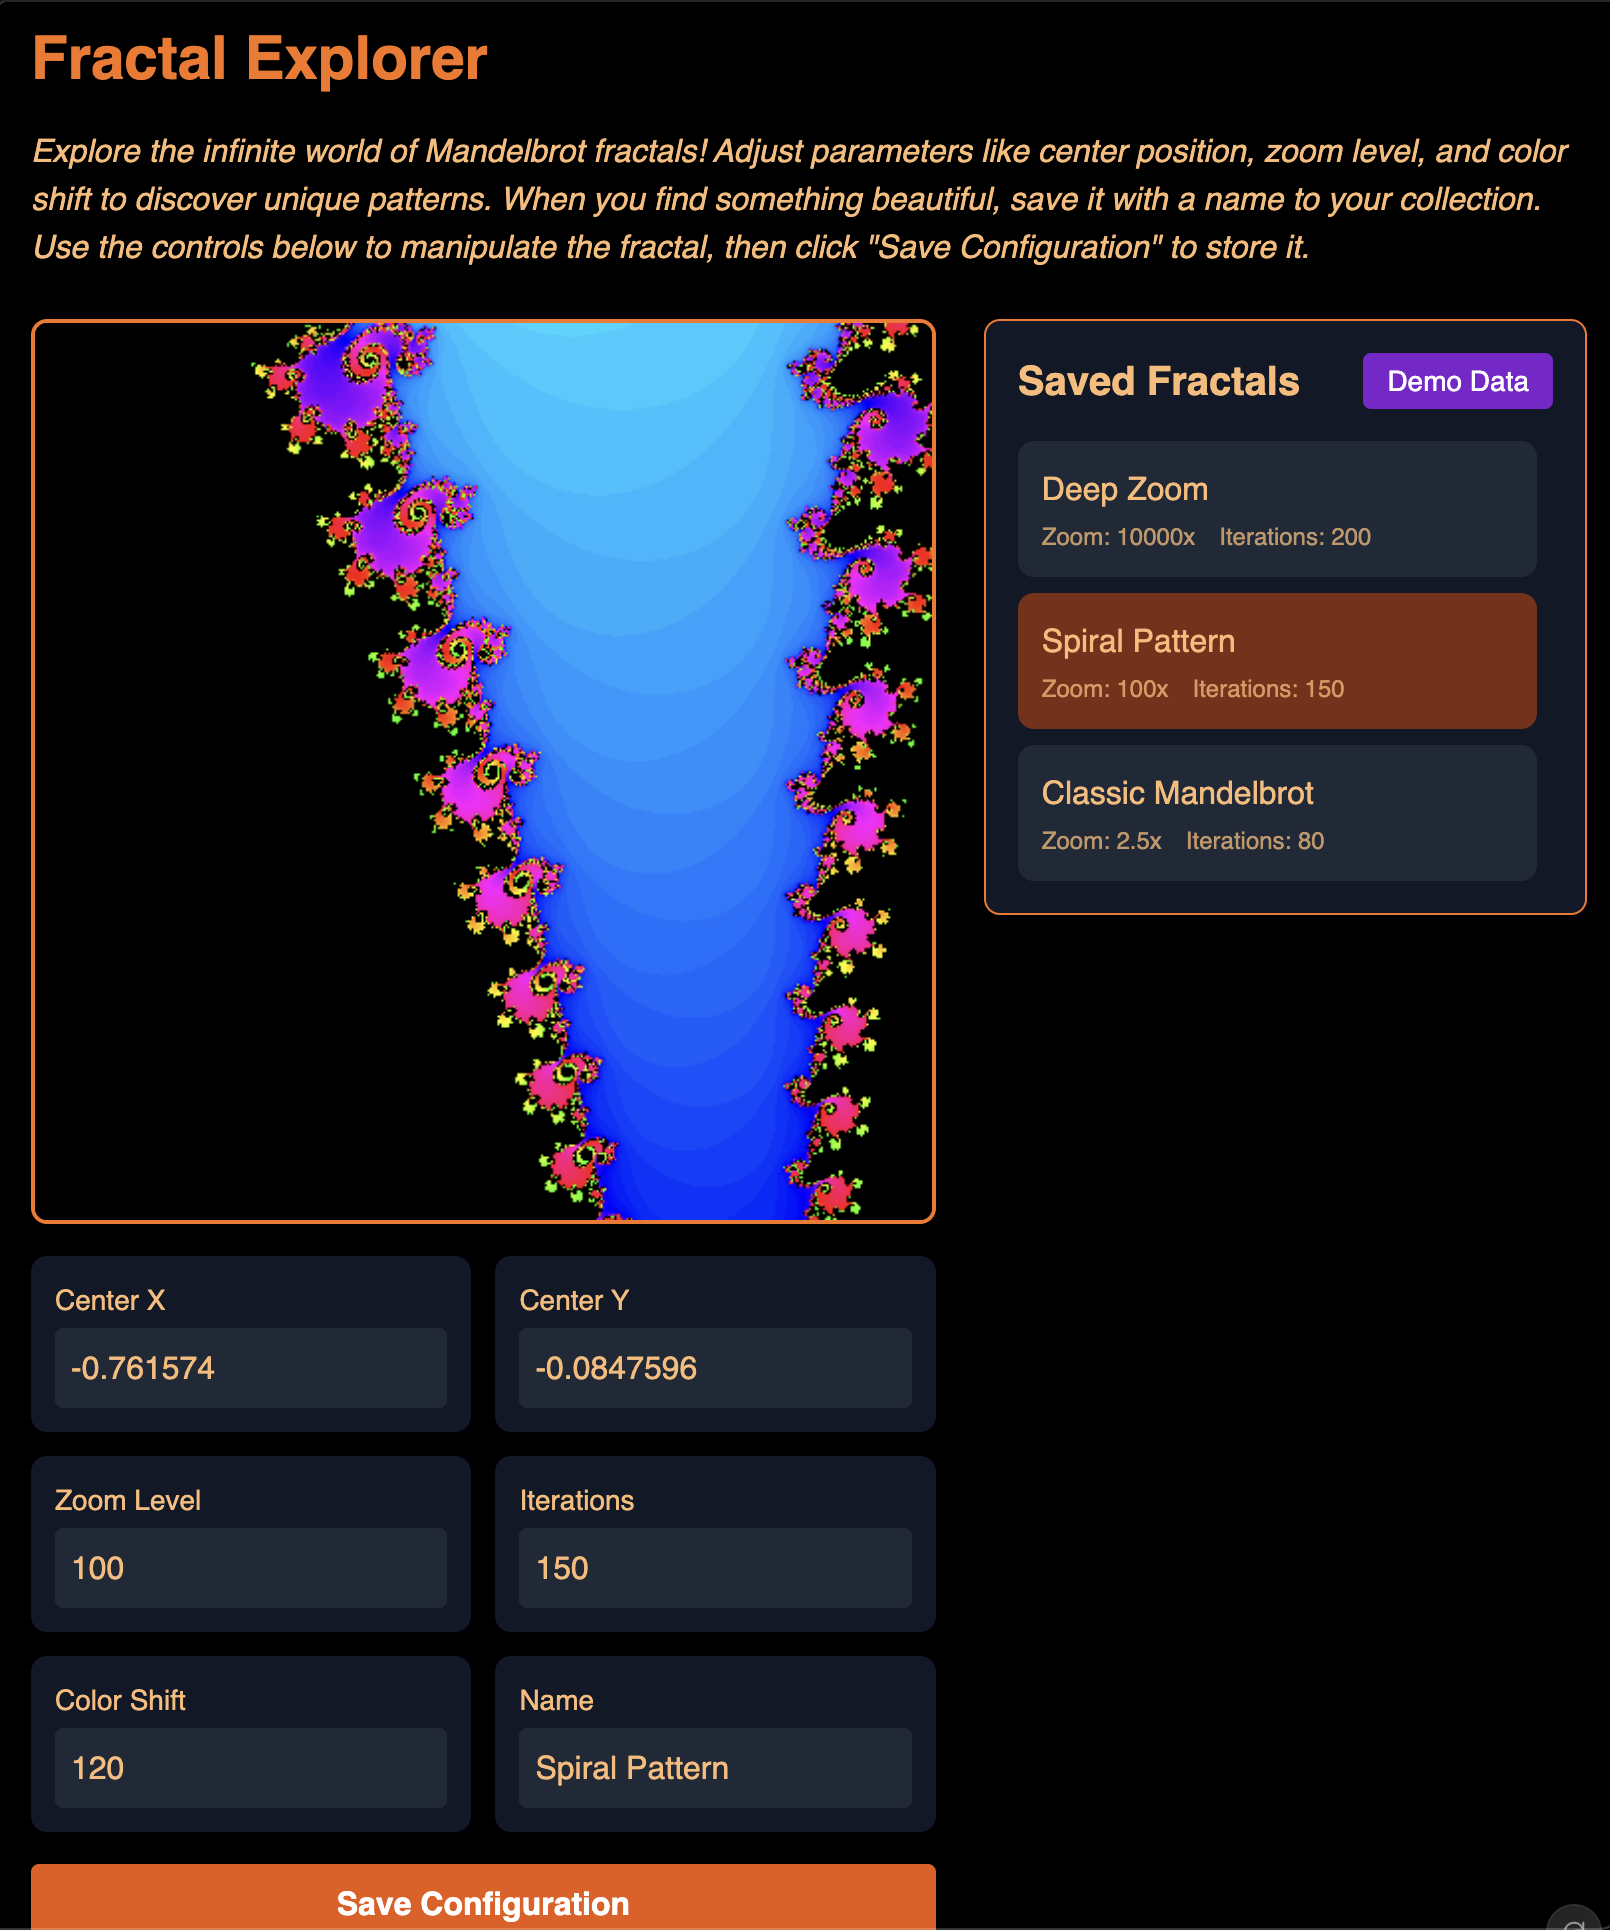 Fractal Explorer
Explore the infinite world of Mandelbrot fractals! Adjust parameters like center position, zoom level, and color
shift to discover unique patterns. When you find something beautiful, save it with a name to your collection.
Use the controls below to manipulate the fractal, then click "Save Configuration" to store it.
Saved Fractals
Demo Data
Deep Zoom
Zoom: 10000x Iterations: 200
Spiral Pattern
Zoom: 100x Iterations: 150
Classic Mandelbrot
Zoom: 2.5x Iterations: 80
Center X
-0.761574
Center Y
-0.0847596
Zoom Level
100
Iterations
150
Color Shift
120
Name
Spiral Pattern
Save Configuration